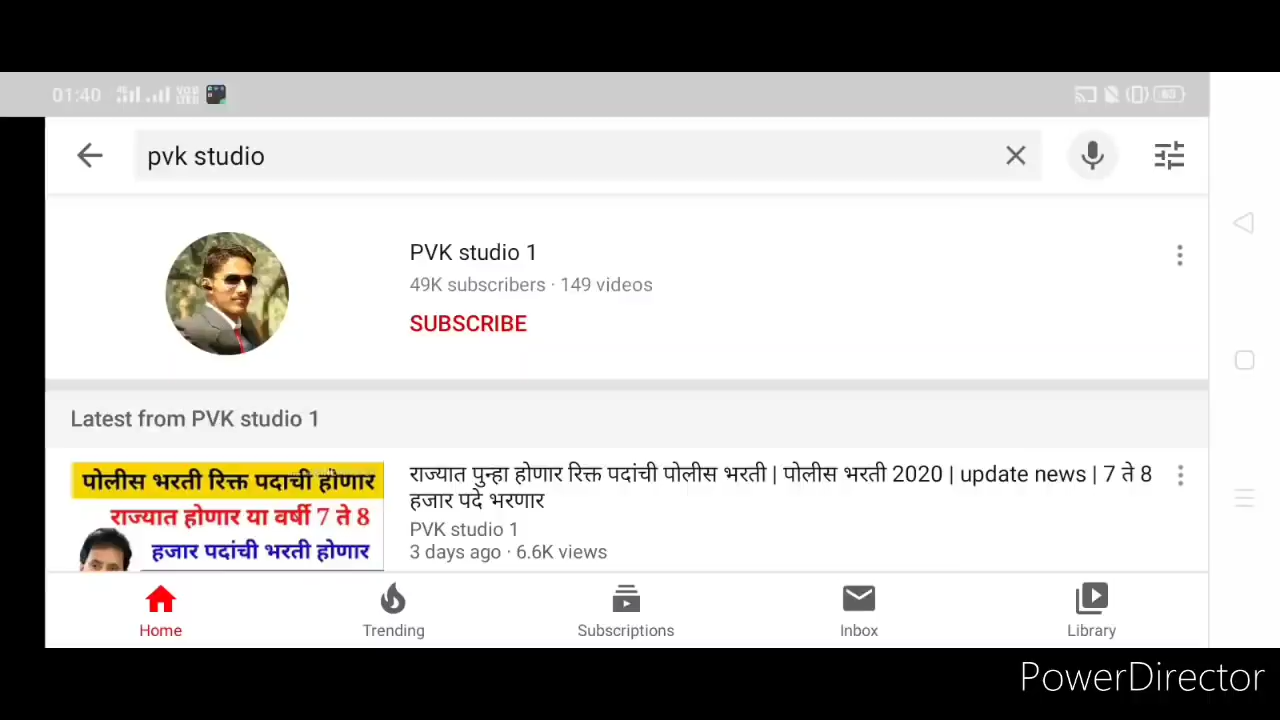 01:40
pvk studio
PVK studio 1
49K subscribers · 149 videos
SUBSCRIBE
Latest from PVK studio 1
पोलीस भरती रिक्त पदाची होणार
राज्यात होणार या वर्षी 7 ते 8
हजार पदांची भरती होणार
राज्यात पुन्हा होणार रिक्त पदांची पोलीस भरती | पोलीस भरती 2020 | update news | 7 ते 8
हजार पदे भरणार
PVK studio 1
3 days ago · 6.6K views
Home
Trending
Subscriptions
Inbox
Library
PowerDirector